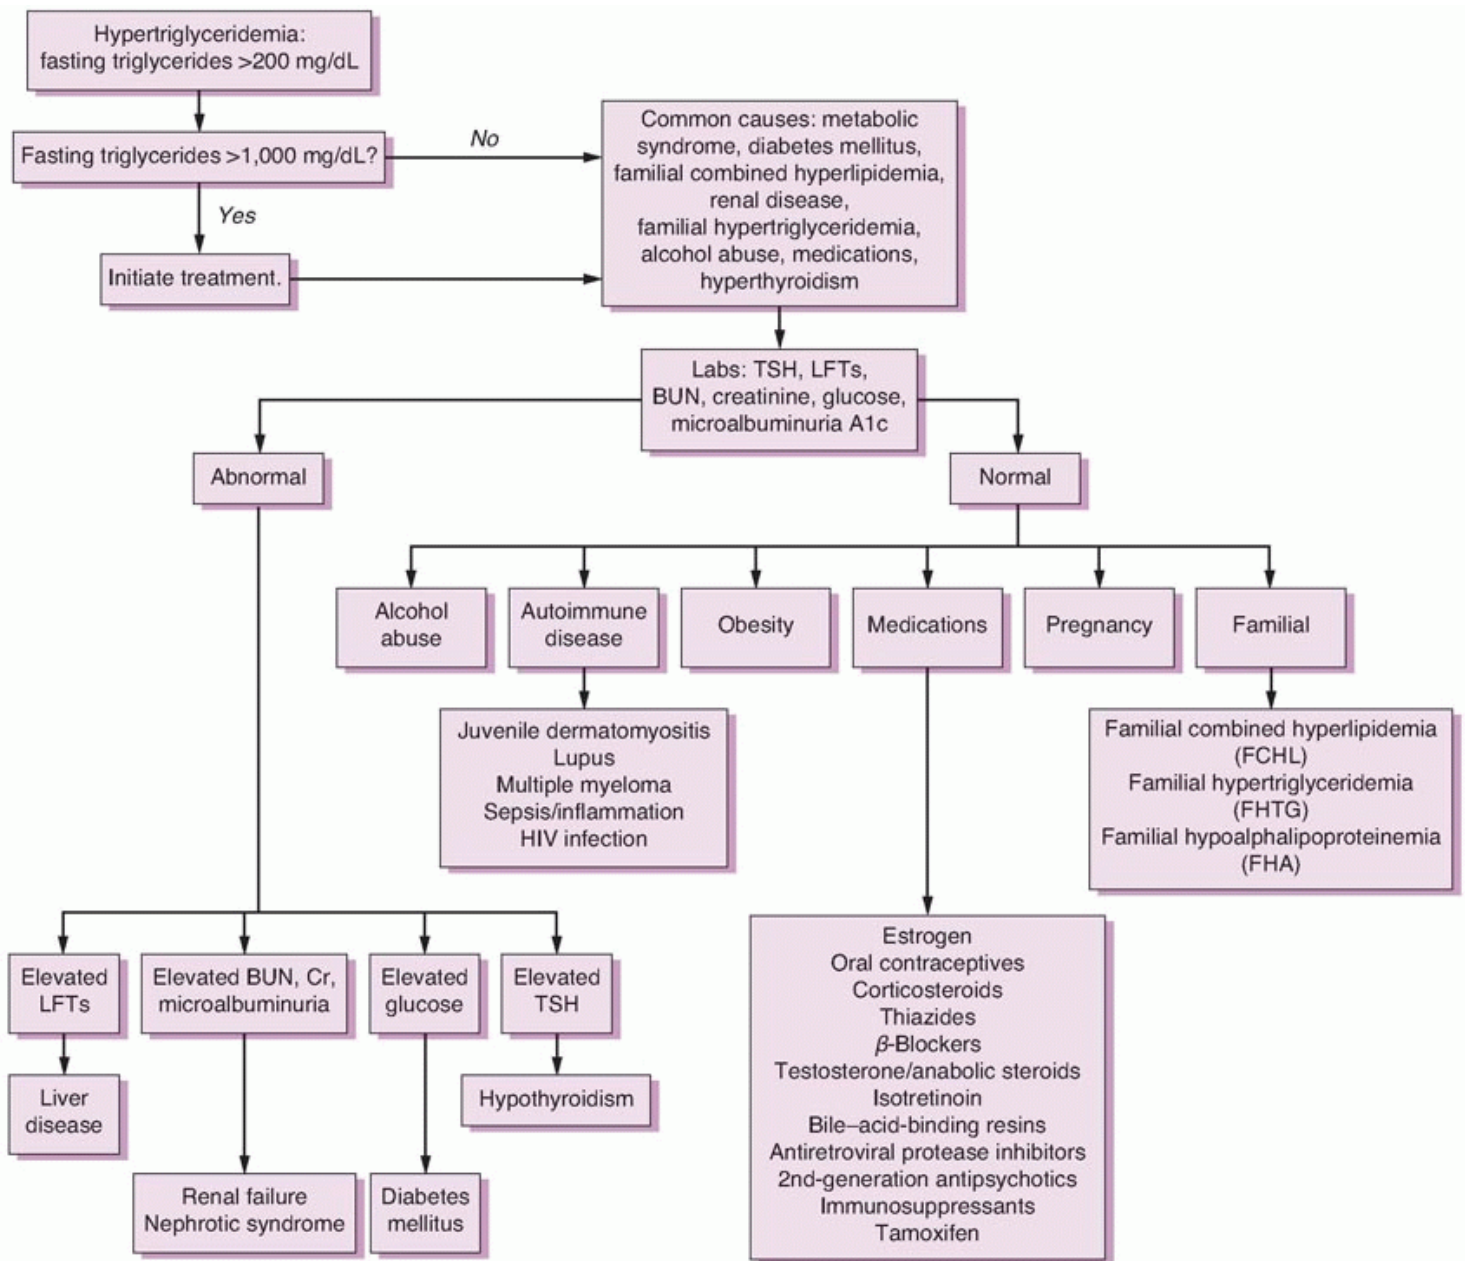 Hypertriglyceridemia:
fasting triglycerides >200 mg/dL
Fasting triglycerides >1,000 mg/dL?
No
Yes
Initiate treatment.
Common causes: metabolic
syndrome, diabetes mellitus,
familial combined hyperlipidemia,
renal disease,
familial hypertriglyceridemia,
alcohol abuse, medications,
hyperthyroidism
Labs: TSH, LFTs,
BUN, creatinine, glucose,
microalbuminuria A1c
Abnormal
Normal
Alcohol
abuse
Autoimmune
disease
Obesity
Medications
Pregnancy
Familial
Juvenile dermatomyositis
Lupus
Multiple myeloma
Sepsis/inflammation
HIV infection
Familial combined hyperlipidemia
(FCHL)
Familial hypertriglyceridemia
(FHTG)
Familial hypoalphalipoproteinemia
(FHA)
Elevated
LFTs
Elevated BUN, Cr,
microalbuminuria
Elevated
glucose
Elevated
TSH
Liver
disease
Hypothyroidism
Renal failure
Nephrotic syndrome
Diabetes
mellitus
Estrogen
Oral contraceptives
Corticosteroids
Thiazides
β-Blockers
Testosterone/anabolic steroids
Isotretinoin
Bile–acid-binding resins
Antiretroviral protease inhibitors
2nd-generation antipsychotics
Immunosuppressants
Tamoxifen